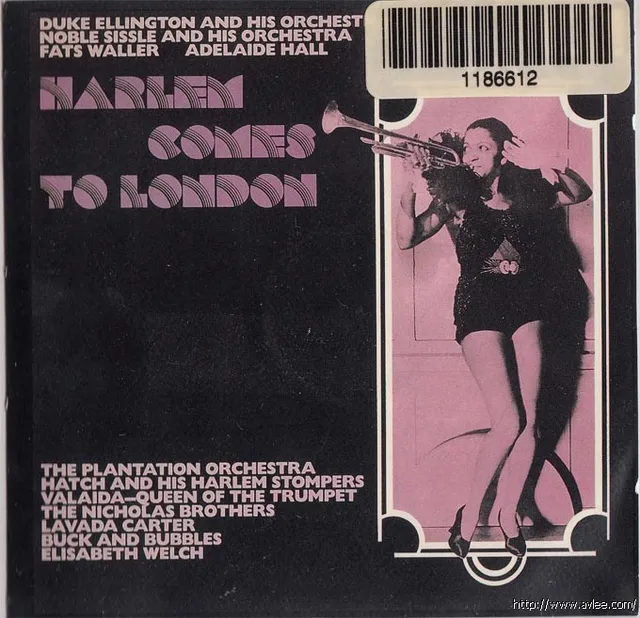 DUKE ELLINGTON AND HIS ORCHEST
NOBLE SISSLE AND HIS ORCHESTRA
FATS WALLER ADELAIDE HALL
HARLEM
COMES
TO LONDON
1186612
THE PLANTATION ORCHESTRA
HATCH AND HIS HARLEM STOMPERS
VALAIDA—QUEEN OF THE TRUMPET
THE NICHOLAS BROTHERS
LAVADA CARTER
BUCK AND BUBBLES
ELISABETH WELCH
http://www.avlee.com/